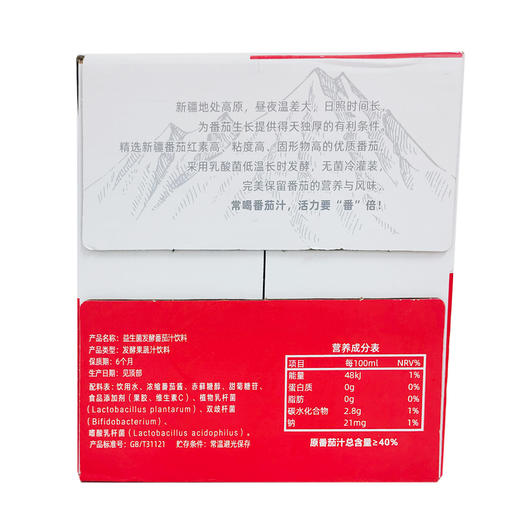 新疆地处高原，昼夜温差大，日照时间长，
为番茄生长提供得天独厚的有利条件。
精选新疆番茄红素高、粘度高、固形物高的优质番茄
采用乳酸菌低温长时发酵，无菌冷灌装，
完美保留番茄的营养与风味。
常喝番茄汁，活力要“番”倍！
产品名称：益生菌发酵番茄汁饮料
产品类型：发酵果蔬汁饮料
保质期：6个月
生产日期：见顶部
配料表：饮用水、浓缩番茄酱、赤藓糖醇、甜菊糖苷、
食品添加剂（果胶、维生素C）、植物乳杆菌
(Lactobacillus plantarum)、双歧杆菌
(Bifidobacterium)、
嗜酸乳杆菌(Lactobacillus acidophilus)。
产品标准号：GB/T31121 贮存条件：常温避光保存
营养成分表
项目 每100ml NRV%
能量 48kJ 1%
蛋白质 0g 0%
脂肪 0g 0%
碳水化合物 2.8g 1%
钠 21mg 1%
原番茄汁总含量≥40%